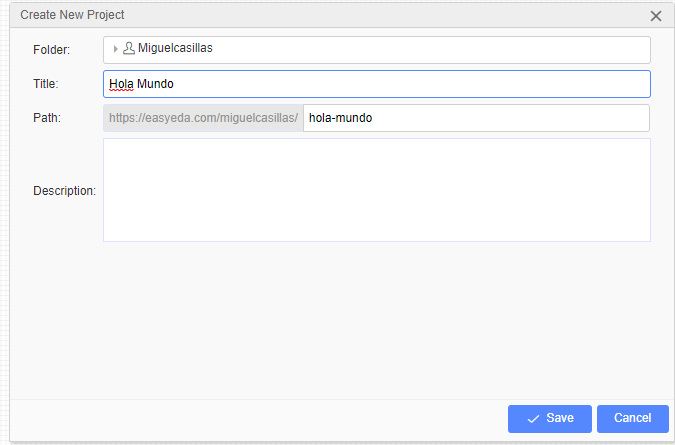 Create New Project
Folder: Miguelcasillas
Title: Hola Mundo
Path: https://easyeda.com/miguelcasillas/ hola-mundo
Description:
Save Cancel